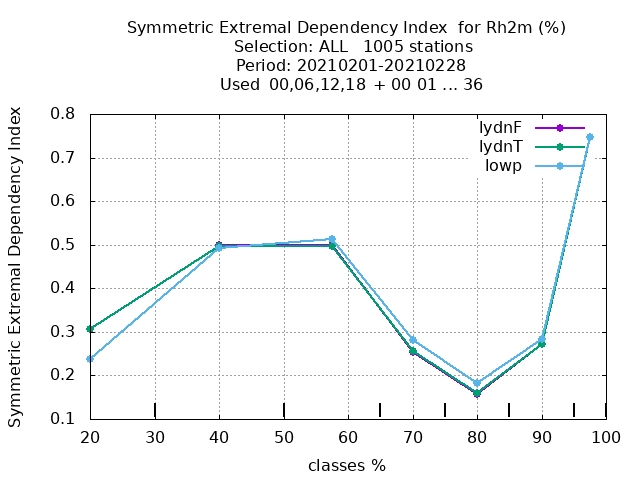 Symmetric Extremal Dependency Index  for Rh2m (%)
Selection: ALL   1005 stations
Period: 20210201-20210228
Used  00,06,12,18  + 00 01 ... 36
Symmetric Extremal Dependency Index
0.8
0.7
0.6
0.5
0.4
0.3
0.2
0.1
lydnF
lydnT
lowp
20 30 40 50 60 70 80 90 100
classes %